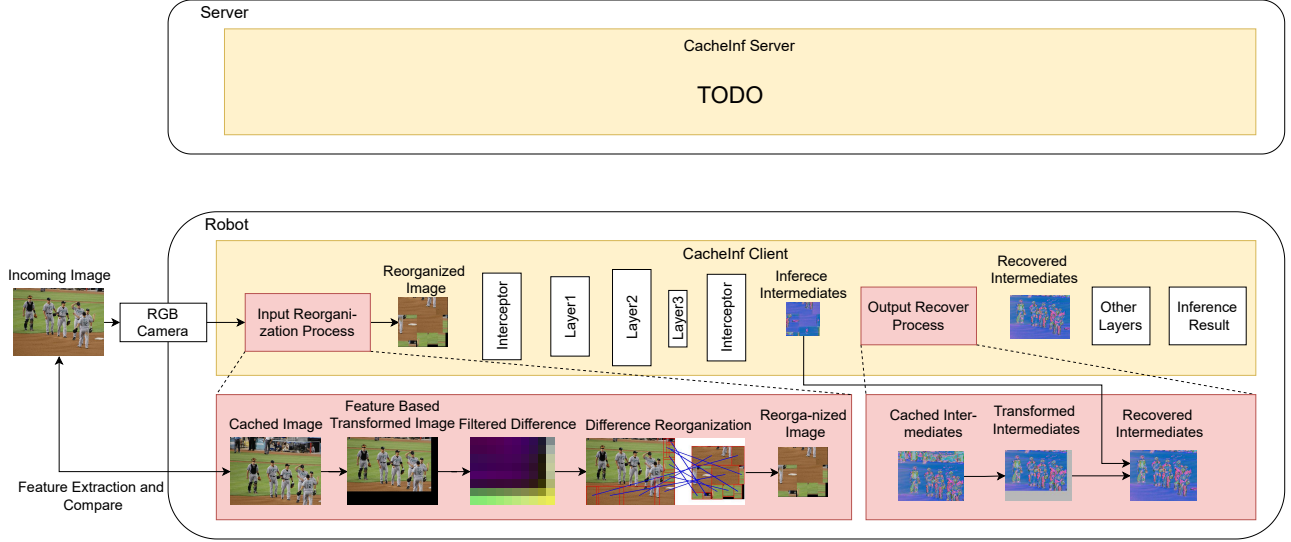 Server
CacheInf Server
TODO
Robot
CacheInf Client
Incoming Image
RGB
Camera
Input Reorgani-
zation Process
Reorganized
Image
Interceptor
Layer1
Layer2
Layer3
Interceptor
Inferece
Intermediates
Output Recover
Process
Recovered
Intermediates
Other
Layers
Inference
Result
Feature Extraction and
Compare
Cached Image
Feature Based
Transformed Image
Filtered Difference
Difference Reorganization
Reorga-nized
Image
Cached Inter-
mediates
Transformed
Intermediates
Recovered
Intermediates